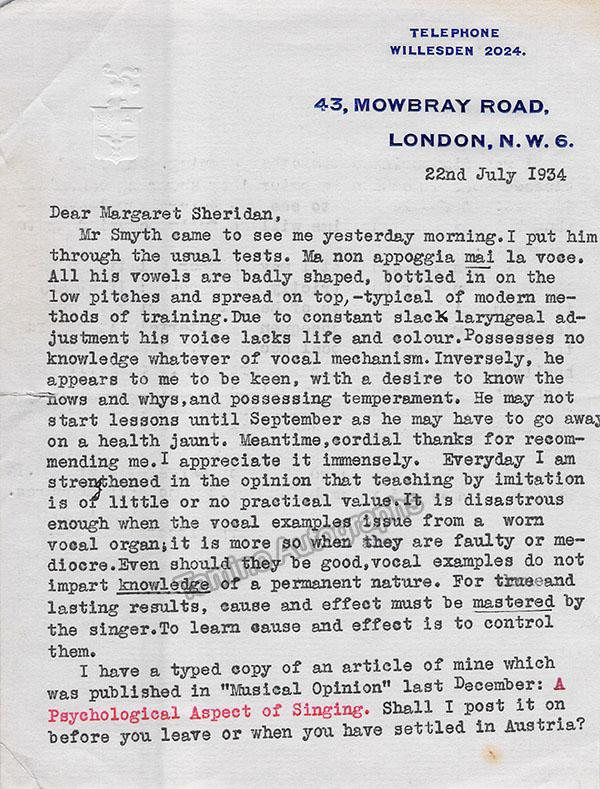 TELEPHONE
WILLESDEN 2024.
43, MOWBRAY ROAD,
LONDON, N.W.6.
22nd July 1934
Dear Margaret Sheridan,
Mr Smyth came to see me yesterday morning.I put him
through the usual tests. Ma non appoggia mai la voce.
All his vowels are badly shaped, bottled in on the
low pitches and spread on top,-typical of modern me-
thods of training.Due to constant slack laryngeal ad-
justment his voice lacks life and colour.Possesses no
knowledge whatever of vocal mechanism.Inversely, he
appears to me to be keen, with a desire to know the
hows and whys,and possessing temperament. He may not
start lessons until September as he may have to go away
on a health jaunt. Meantime,cordial thanks for recom-
mending me.I appreciate it immensely. Everyday I am
strengthened in the opinion that teaching by imitation
is of little or no practical value.It is disastrous
enough when the vocal examples issue from a worn
vocal organ;it is more so when they are faulty or me-
diocre.Even should they be good,vocal examples do not
impart knowledge of a permanent nature. For true and
lasting results, cause and effect must be mastered by
the singer.To learn cause and effect is to control
them.
I have a typed copy of an article of mine which
was published in "Musical Opinion" last December: A
Psychological Aspect of Singing. Shall I post it on
before you leave or when you have settled in Austria?
Tamino Autographs